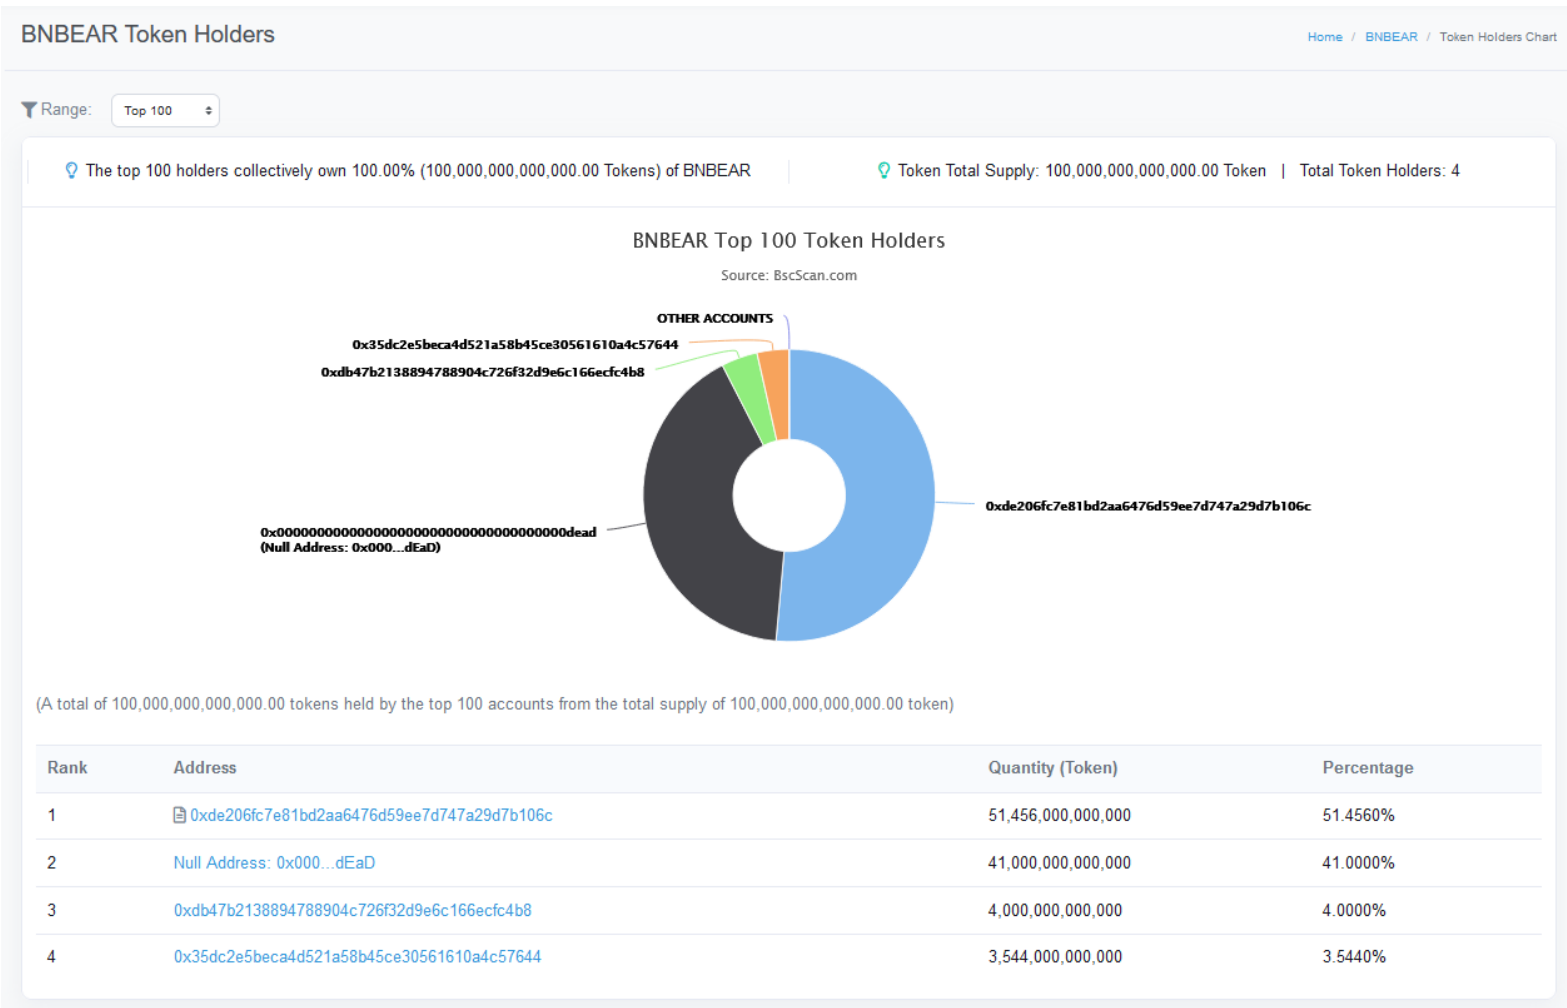 BNBEAR Token Holders
Home / BNBEAR / Token Holders Chart
Range: Top 100
The top 100 holders collectively own 100.00% (100,000,000,000,000.00 Tokens) of BNBEAR
Token Total Supply: 100,000,000,000,000.00 Token | Total Token Holders: 4
BNBEAR Top 100 Token Holders
Source: BscScan.com
OTHER ACCOUNTS
0x35dc2e5beca4d521a58b45ce30561610a4c57644
0xdb47b2138894788904c726f32d9e6c166ecfc4b8
0xde206fc7e81bd2aa6476d59ee7d747a29d7b106c
0x000000000000000000000000000000000000dead
(Null Address: 0x000...dEaD)
(A total of 100,000,000,000,000.00 tokens held by the top 100 accounts from the total supply of 100,000,000,000,000.00 token)
Rank Address Quantity (Token) Percentage
1 0xde206fc7e81bd2aa6476d59ee7d747a29d7b106c 51,456,000,000,000 51.4560%
2 Null Address: 0x000...dEaD 41,000,000,000,000 41.0000%
3 0xdb47b2138894788904c726f32d9e6c166ecfc4b8 4,000,000,000,000 4.0000%
4 0x35dc2e5beca4d521a58b45ce30561610a4c57644 3,544,000,000,000 3.5440%